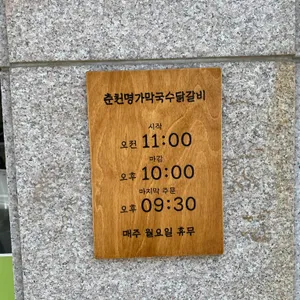 춘천명가막국수닭갈비
시작
오전 11:00
마감
오후 10:00
마지막 주문
오후 09:30
매주 월요일 휴무